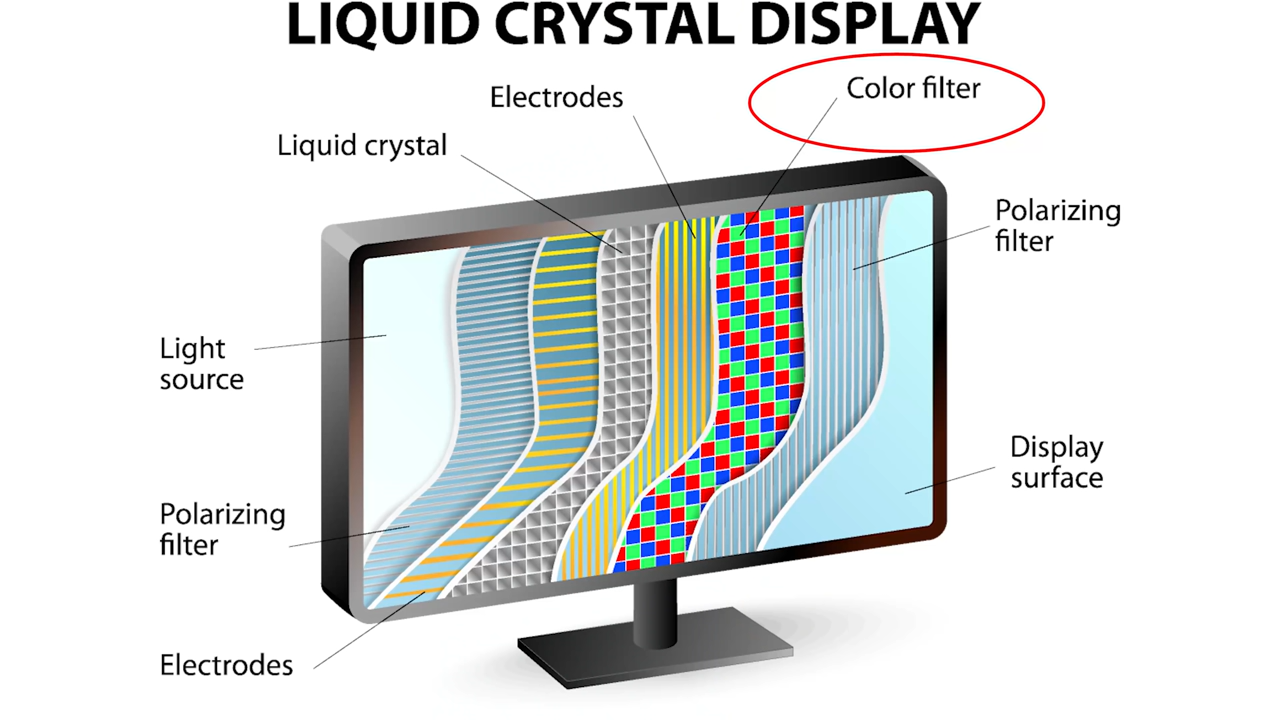 LIQUID CRYSTAL DISPLAY
Electrodes
Color filter
Liquid crystal
Polarizing
filter
Light
source
Display
surface
Polarizing
filter
Electrodes